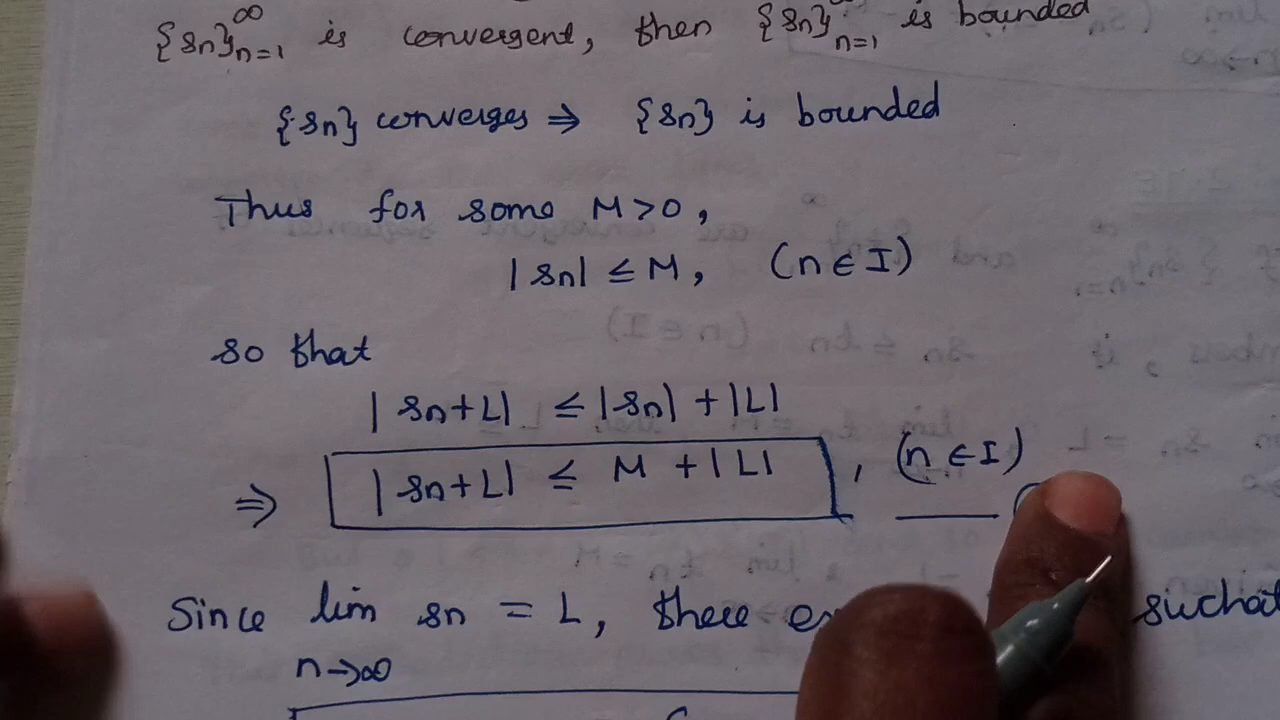 {sn}∞n=1 is convergent, then {sn}∞n=1 is bounded
{sn} converges ⇒ {sn} is bounded
Thus for some M>0,
|sn| ≤ M, (n ∈ I)
so that
|sn+L| ≤ |sn| + |L|
⇒ |sn+L| ≤ M + |L|, (n ∈ I)
Since lim sn = L, there such
n→∞